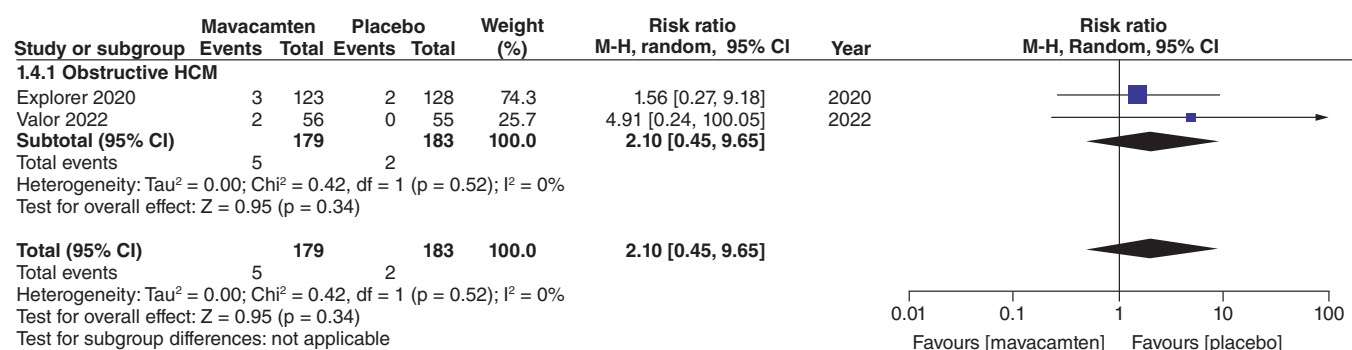 Mavacamten Placebo Weight Risk ratio Risk ratio
Study or subgroup Events Total Events Total (%) M-H, random, 95% CI Year M-H, Random, 95% CI
1.4.1 Obstructive HCM
Explorer 2020 3 123 2 128 74.3 1.56 [0.27, 9.18] 2020
Valor 2022 2 56 0 55 25.7 4.91 [0.24, 100.05] 2022
Subtotal (95% CI) 179 183 100.0 2.10 [0.45, 9.65]
Total events 5 2
Heterogeneity: Tau² = 0.00; Chi² = 0.42, df = 1 (p = 0.52); I² = 0%
Test for overall effect: Z = 0.95 (p = 0.34)
Total (95% CI) 179 183 100.0 2.10 [0.45, 9.65]
Total events 5 2
Heterogeneity: Tau² = 0.00; Chi² = 0.42, df = 1 (p = 0.52); I² = 0%
Test for overall effect: Z = 0.95 (p = 0.34)
Test for subgroup differences: not applicable
0.01 0.1 1 10 100
Favours [mavacamten] Favours [placebo]